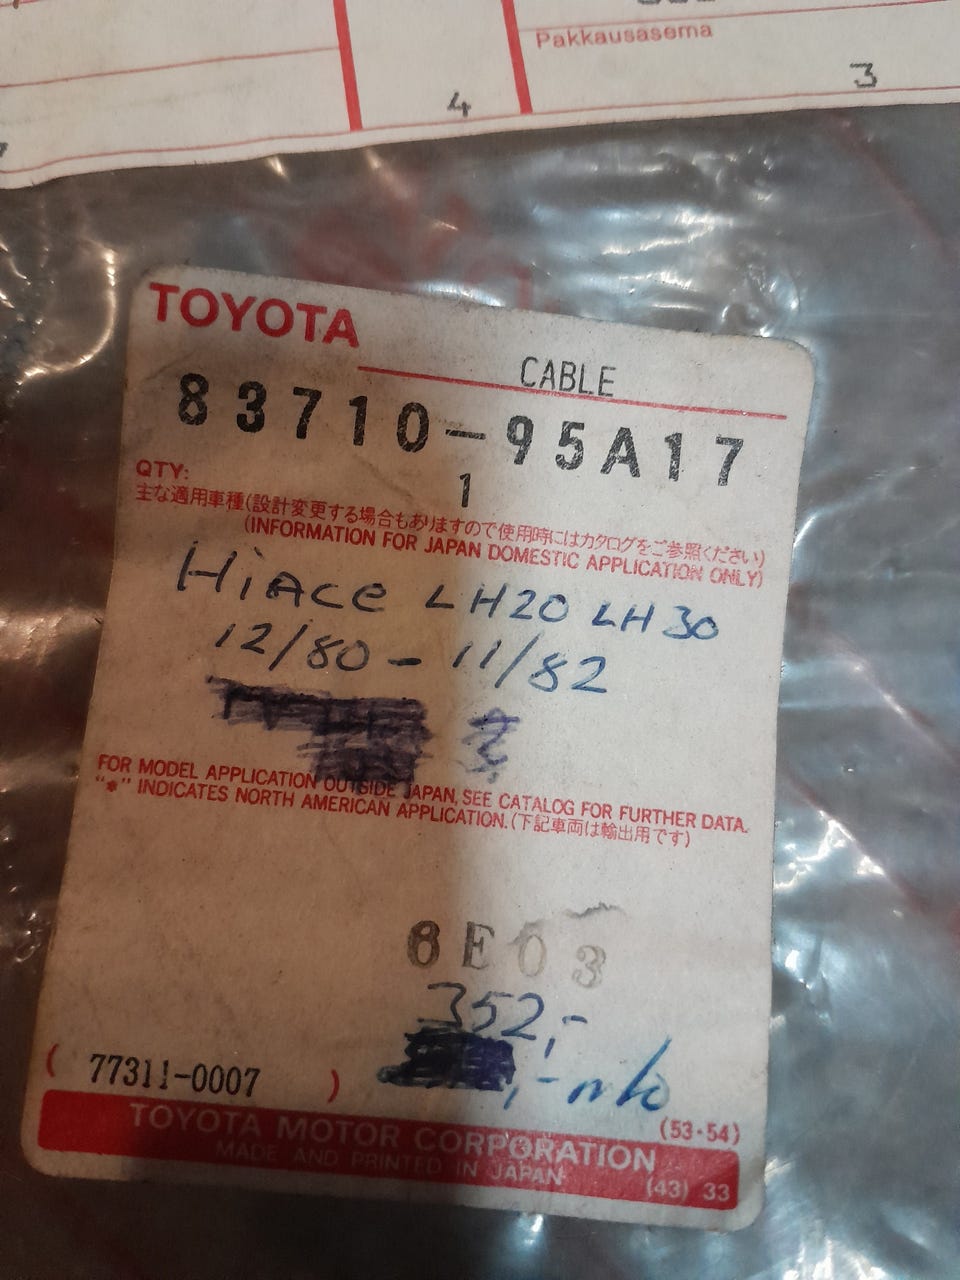 Pakkausasema
4
3
TOYOTA
CABLE
83710-95A17
QTY: 1
主な適用車種(設計変更する場合もありますので使用時にはカタログをご参照ください)
(INFORMATION FOR JAPAN DOMESTIC APPLICATION ONLY)
HiAce LH20 LH30
12/80 - 11/82
FOR MODEL APPLICATION OUTSIDE JAPAN, SEE CATALOG FOR FURTHER DATA.
"*" INDICATES NORTH AMERICAN APPLICATION. (下記車両は輸出用です)
6E03
352,-
( 77311-0007 )
(53-54)
TOYOTA MOTOR CORPORATION
MADE AND PRINTED IN JAPAN
(43) 33